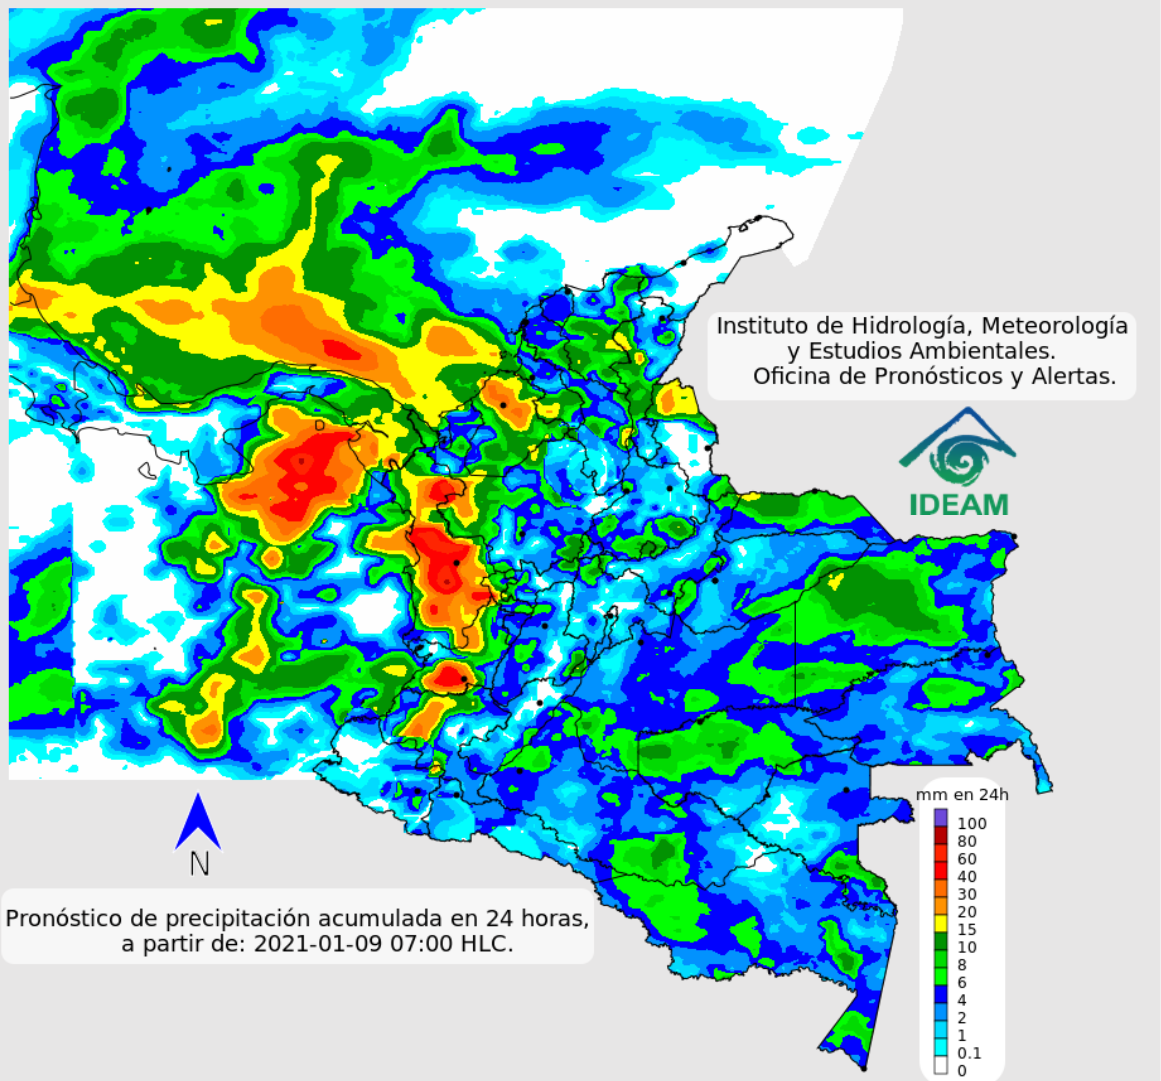 Instituto de Hidrología, Meteorología
y Estudios Ambientales.
Oficina de Pronósticos y Alertas.
IDEAM
mm en 24h
100
80
60
40
30
20
15
10
8
6
4
2
1
0.1
0
N
Pronóstico de precipitación acumulada en 24 horas,
a partir de: 2021-01-09 07:00 HLC.